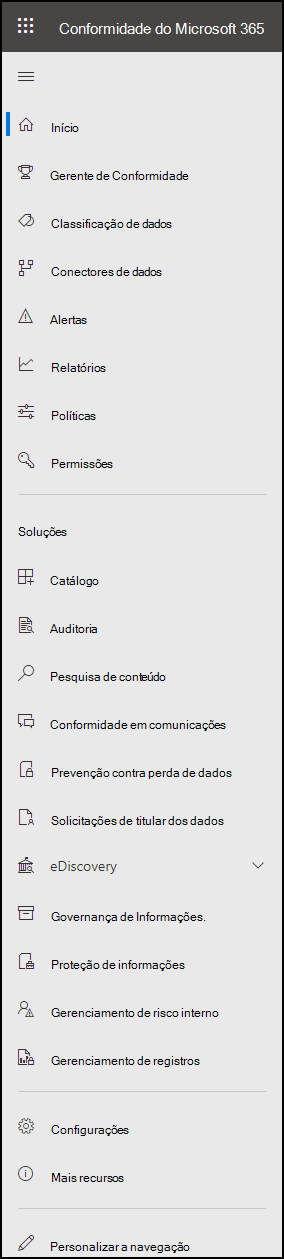 Conformidade do Microsoft 365
Início
Gerente de Conformidade
Classificação de dados
Conectores de dados
Alertas
Relatórios
Políticas
Permissões
Soluções
Catálogo
Auditoria
Pesquisa de conteúdo
Conformidade em comunicações
Prevenção contra perda de dados
Solicitações de titular dos dados
eDiscovery
Governança de Informações.
Proteção de informações
Gerenciamento de risco interno
Gerenciamento de registros
Configurações
Mais recursos
Personalizar a navegação